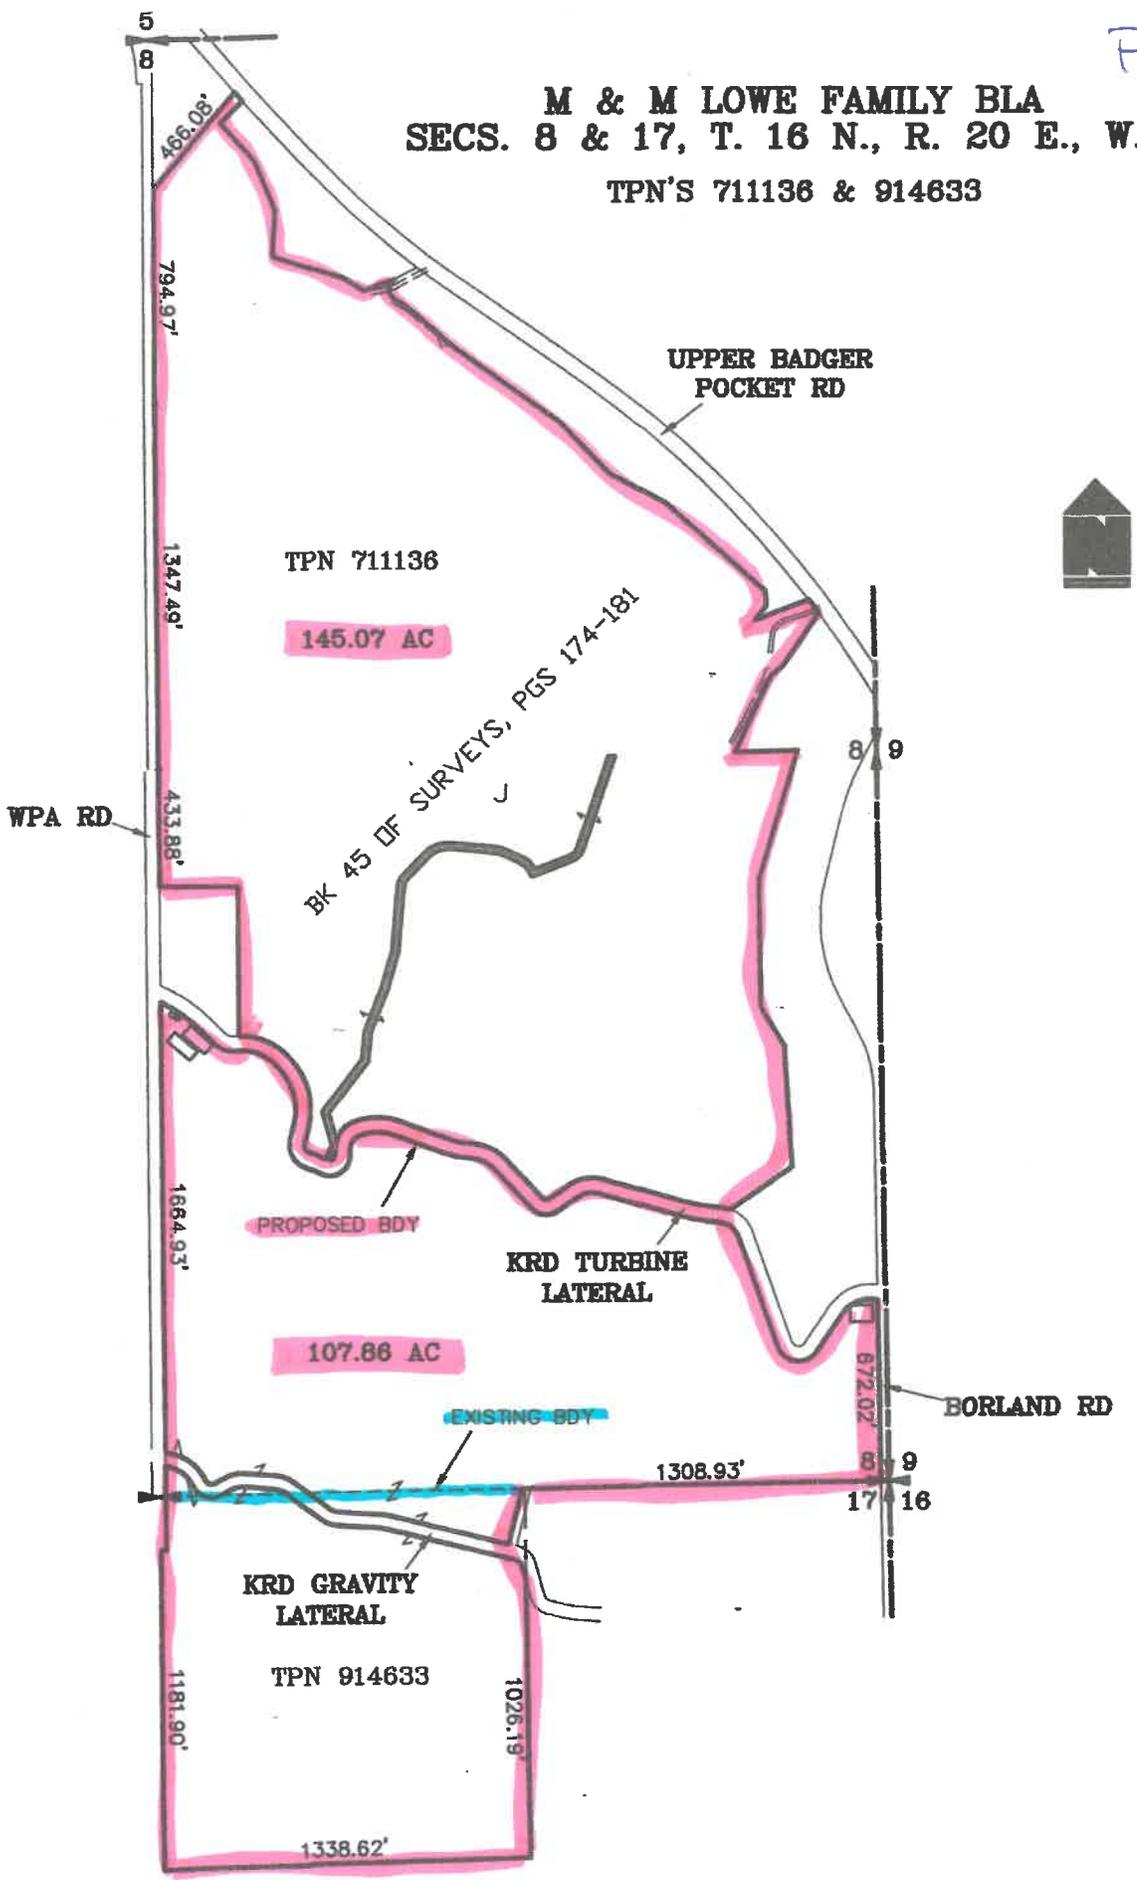 5
8
M & M LOWE FAMILY BLA
SECS. 8 & 17, T. 16 N., R. 20 E., W.
TPN'S 711136 & 914633
466.08'
794.97'
UPPER BADGER
POCKET RD
N
1347.49'
TPN 711136
145.07 AC
BK 45 OF SURVEYS, PGS 174-181
8 9
WPA RD
433.88'
1664.93'
PROPOSED BDY
KRD TURBINE
LATERAL
107.86 AC
672.02'
BORLAND RD
EXISTING BDY
1308.93'
8 9
17 16
KRD GRAVITY
LATERAL
TPN 914633
1181.90'
1026.19'
1338.62'